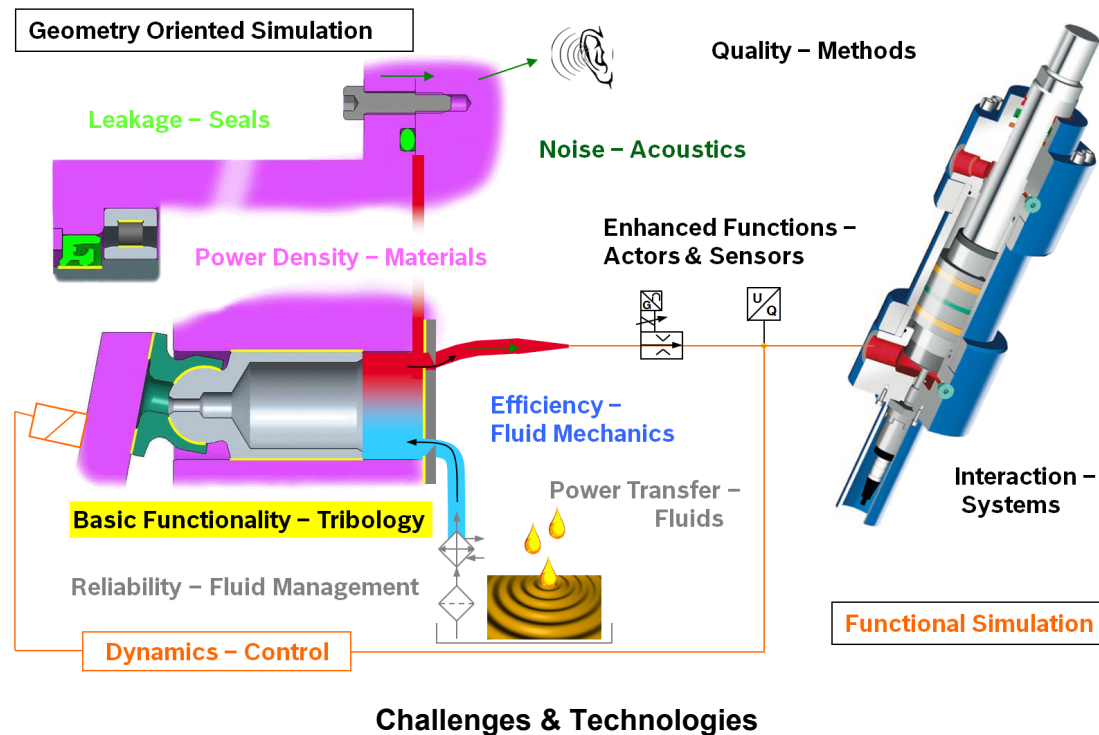 Geometry Oriented Simulation
Quality – Methods
Leakage – Seals
Noise – Acoustics
Enhanced Functions –
Actors & Sensors
Power Density – Materials
G
U
Q
Efficiency –
Fluid Mechanics
Interaction –
Systems
Power Transfer –
Fluids
Basic Functionality – Tribology
Reliability – Fluid Management
Functional Simulation
Dynamics – Control
Challenges & Technologies